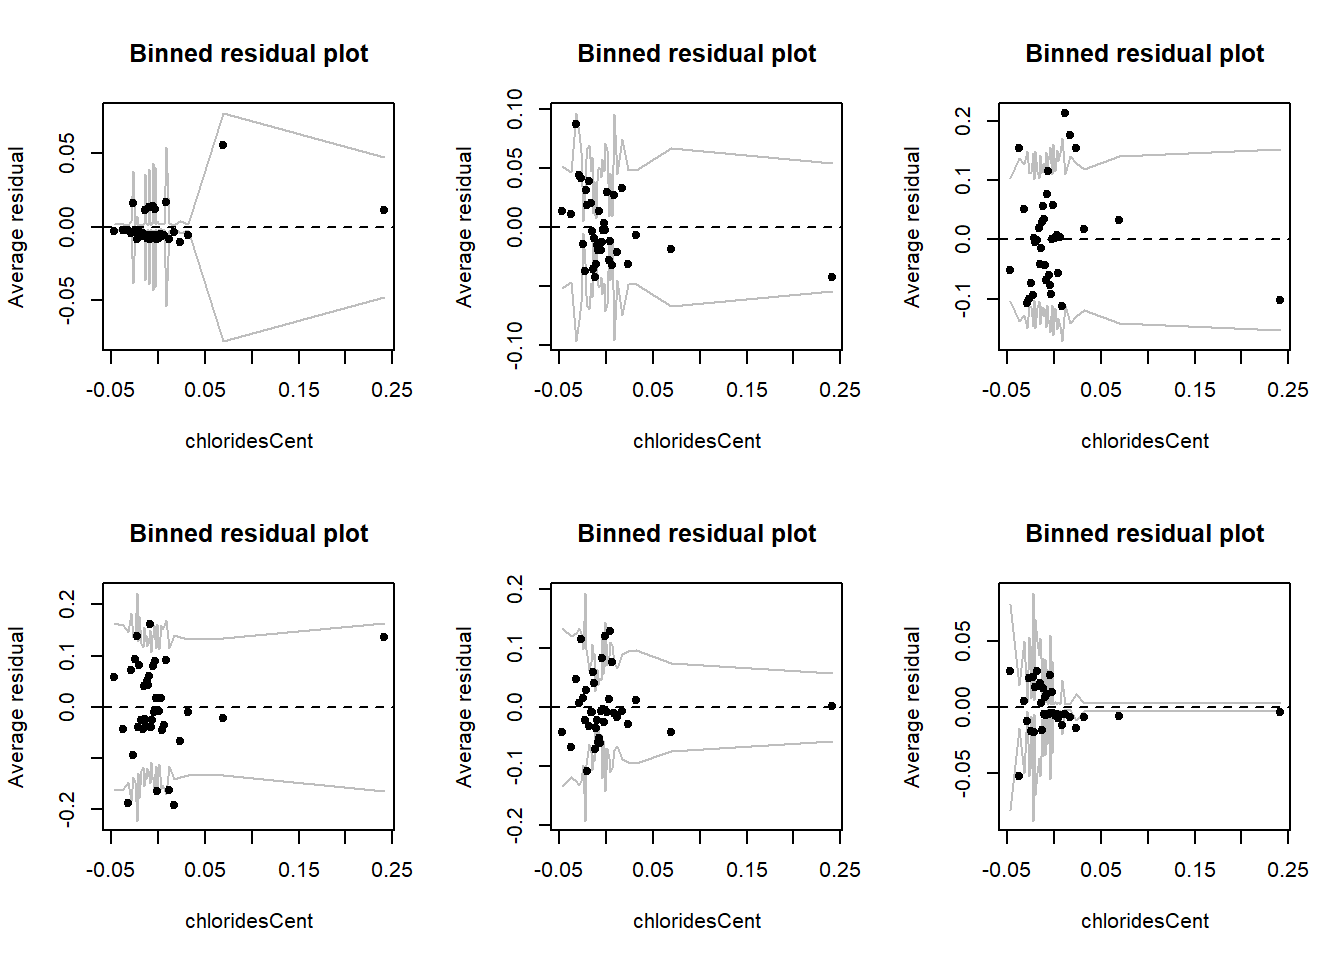 Binned residual plot
Average residual
0.05
0.00
-0.05
-0.05 0.05 0.15 0.25
chloridesCent
Binned residual plot
Average residual
0.10
0.05
0.00
-0.10
-0.05 0.05 0.15 0.25
chloridesCent
Binned residual plot
Average residual
0.2
0.1
0.0
-0.1
-0.05 0.05 0.15 0.25
chloridesCent
Binned residual plot
Average residual
0.2
0.1
0.0
-0.2
-0.05 0.05 0.15 0.25
chloridesCent
Binned residual plot
Average residual
0.2
0.1
0.0
-0.1
-0.2
-0.05 0.05 0.15 0.25
chloridesCent
Binned residual plot
Average residual
0.05
0.00
-0.05
-0.05 0.05 0.15 0.25
chloridesCent